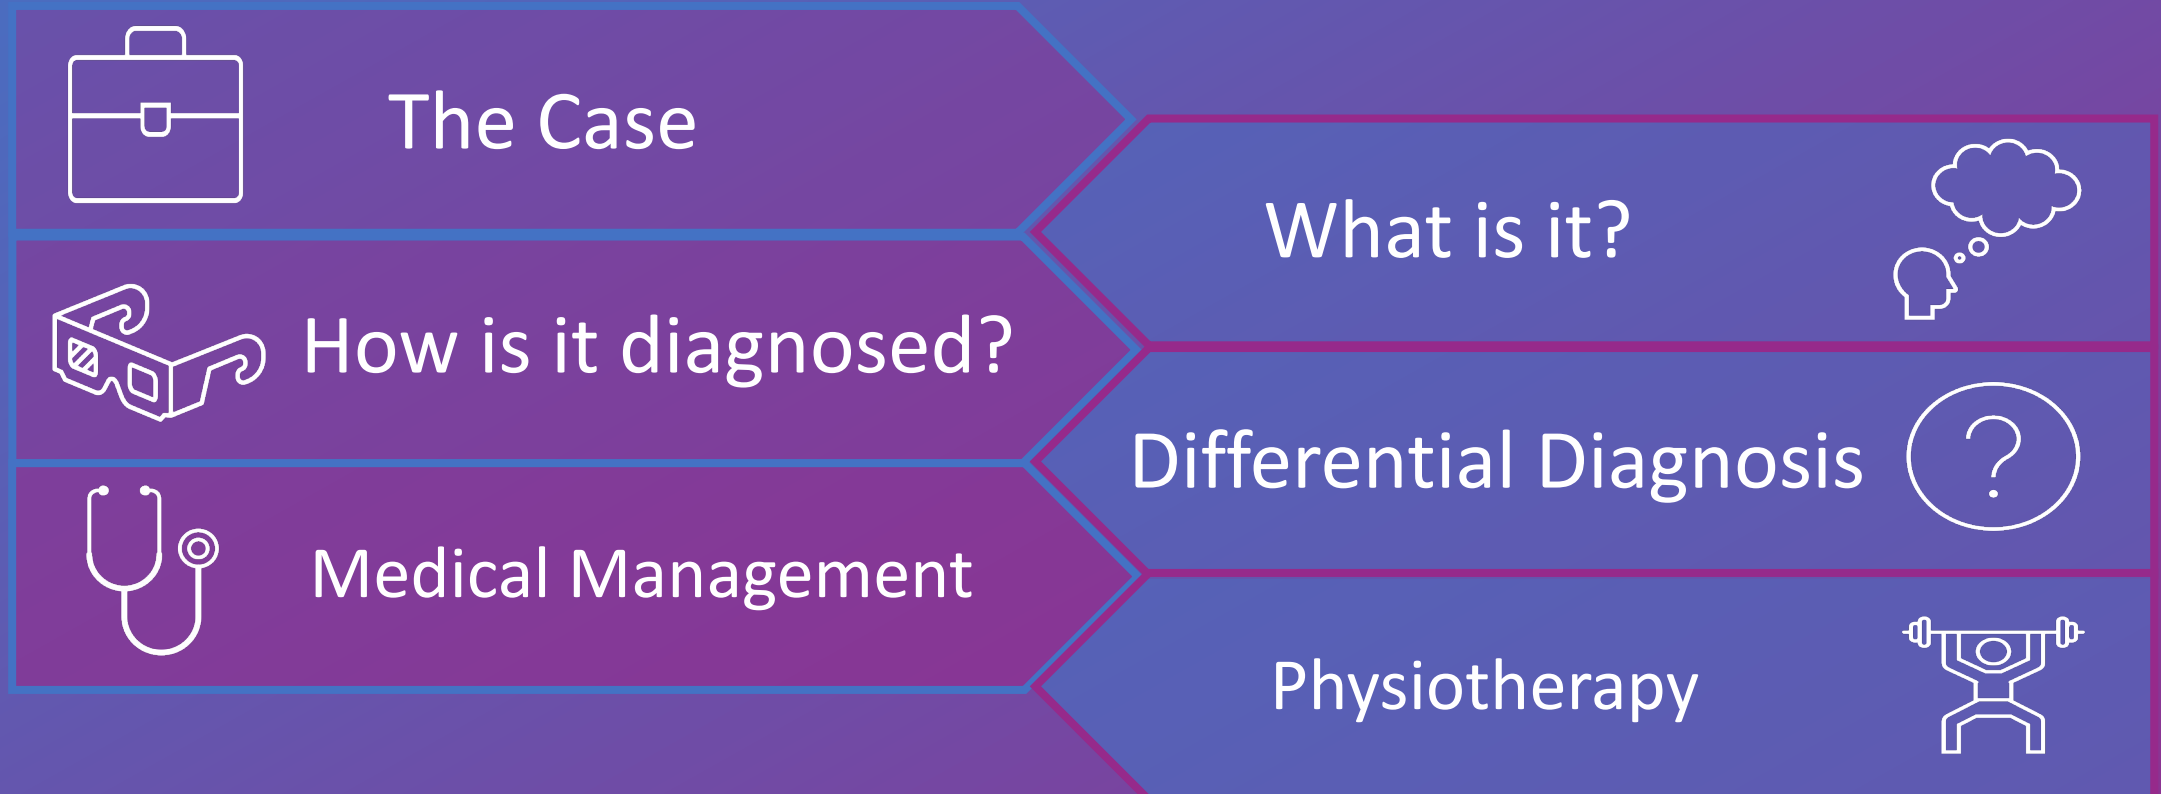 The Case
What is it?
How is it diagnosed?
Differential Diagnosis
Medical Management
Physiotherapy